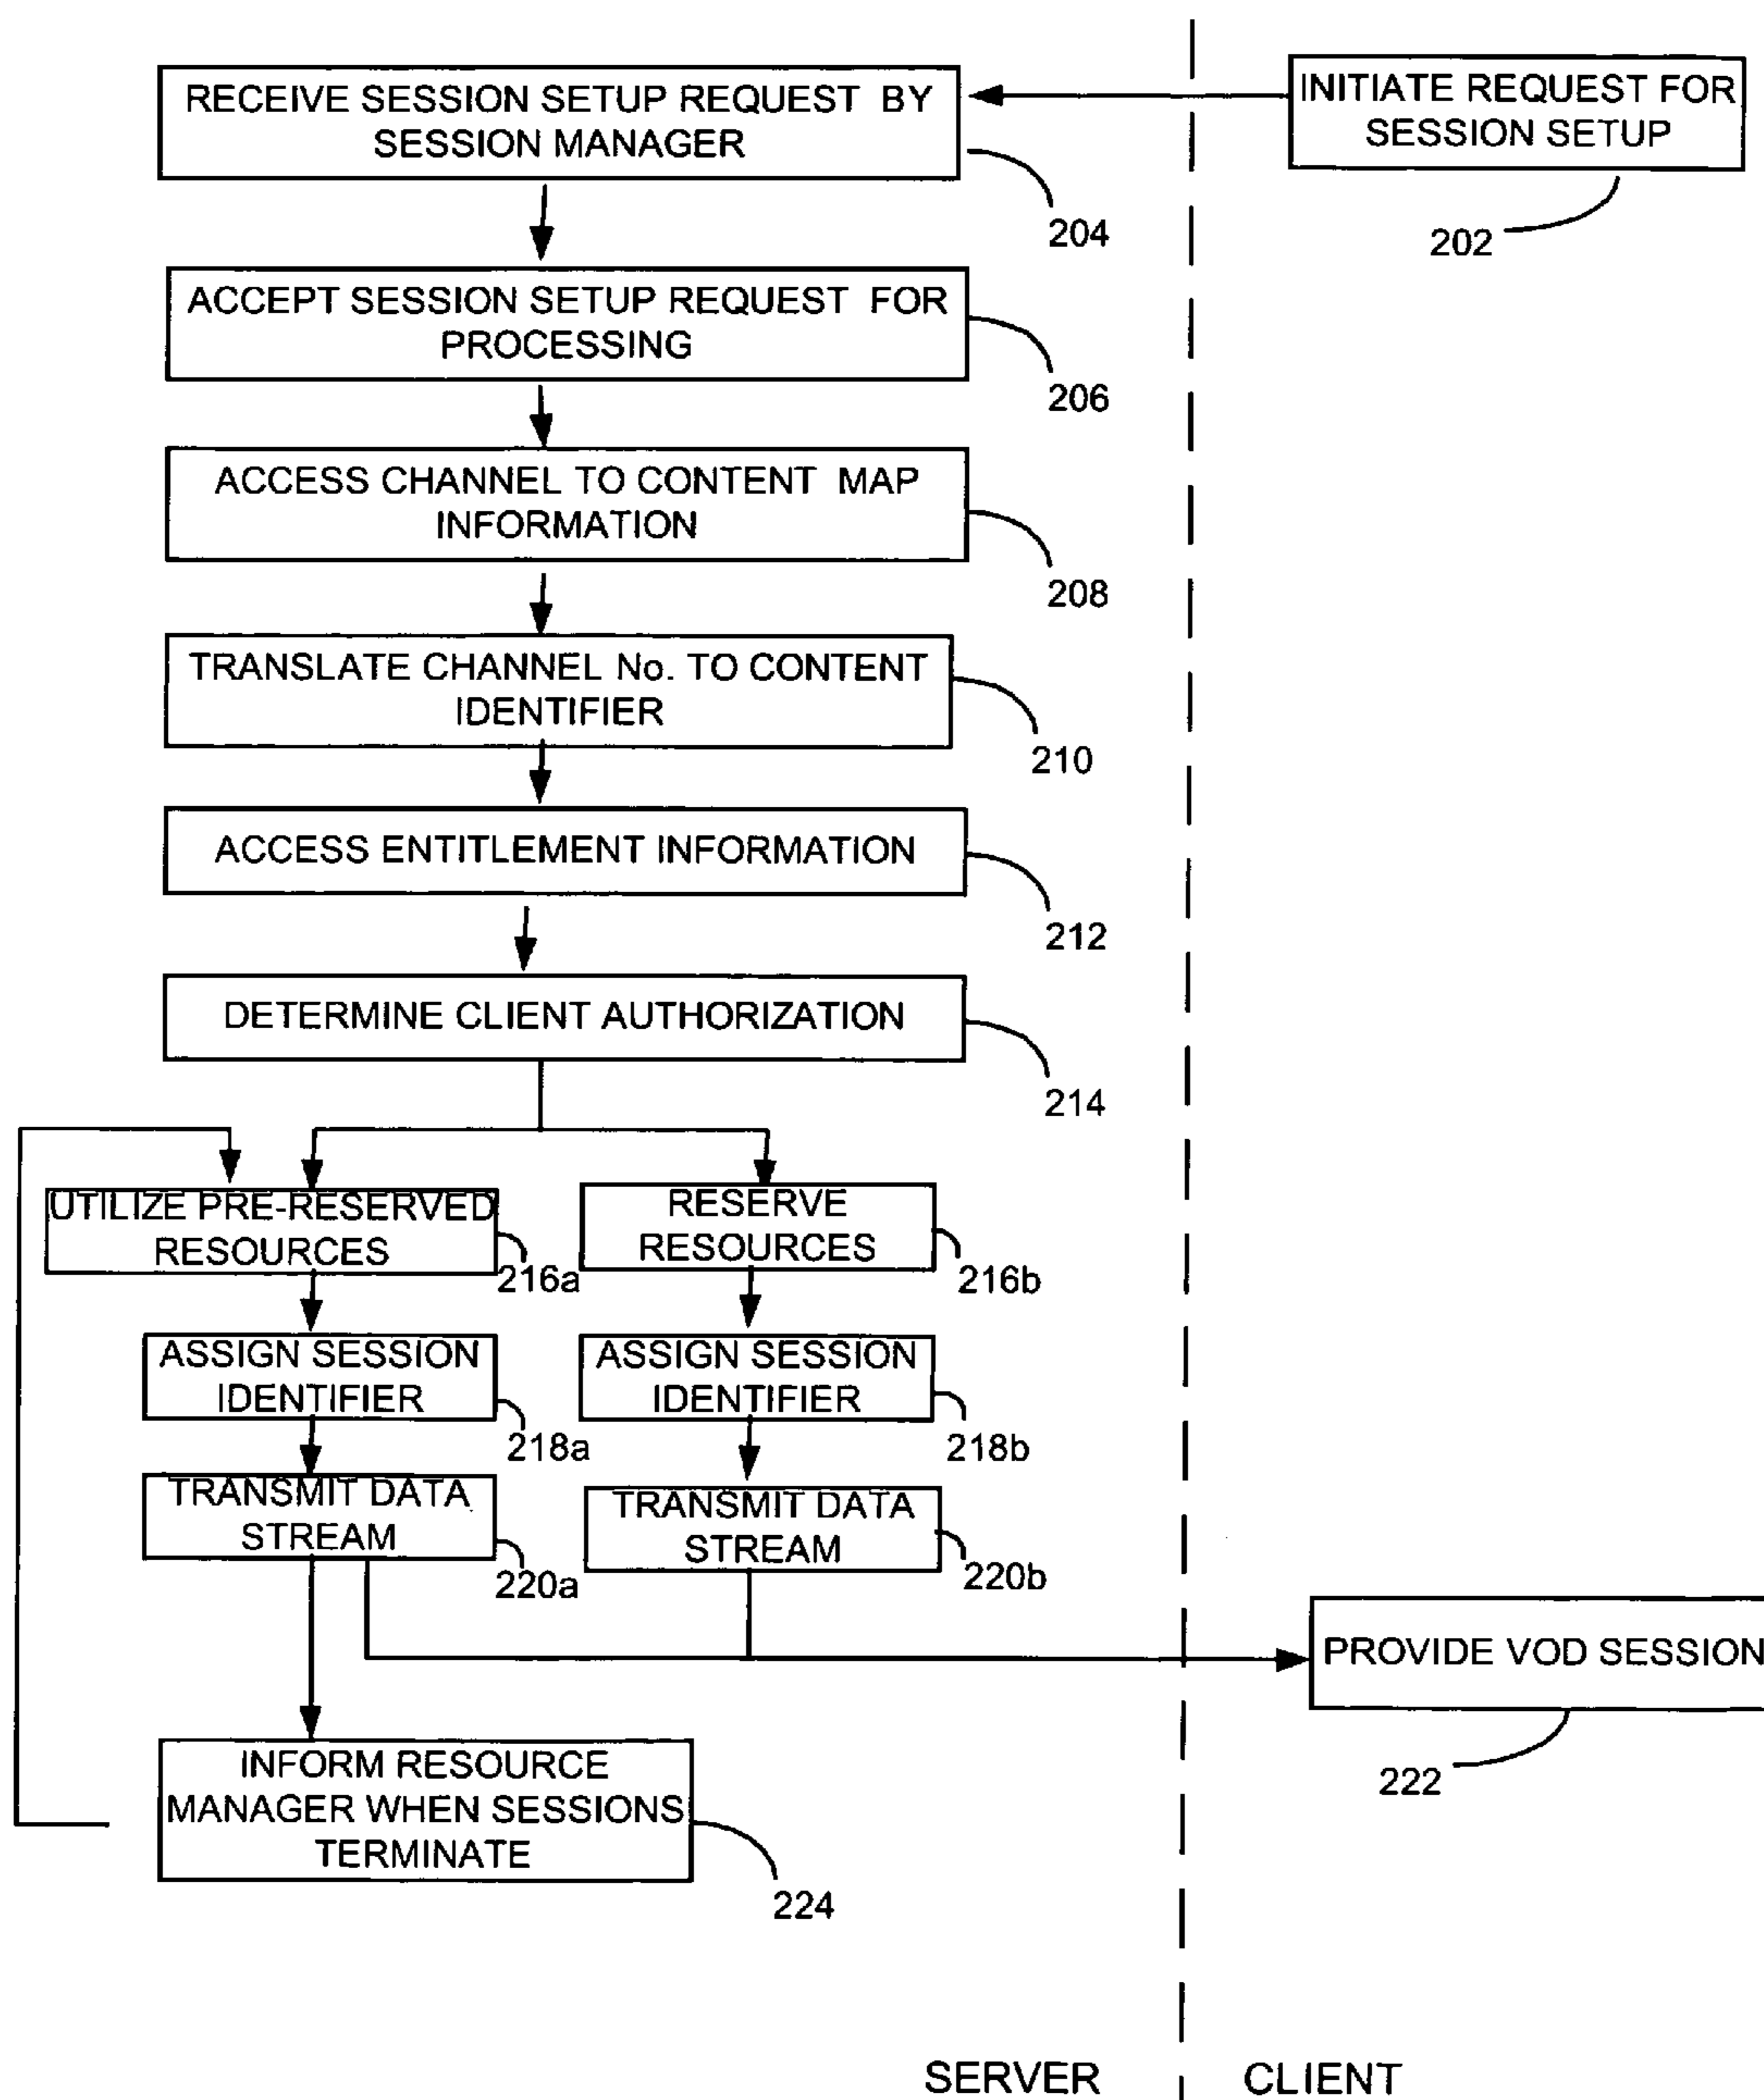 RECEIVE SESSION SETUP REQUEST BY
SESSION MANAGER
204
INITIATE REQUEST FOR
SESSION SETUP
202
ACCEPT SESSION SETUP REQUEST FOR
PROCESSING
206
ACCESS CHANNEL TO CONTENT MAP
INFORMATION
208
TRANSLATE CHANNEL No. TO CONTENT
IDENTIFIER
210
ACCESS ENTITLEMENT INFORMATION
212
DETERMINE CLIENT AUTHORIZATION
214
UTILIZE PRE-RESERVED
RESOURCES
216a
RESERVE
RESOURCES
216b
ASSIGN SESSION
IDENTIFIER
218a
ASSIGN SESSION
IDENTIFIER
218b
TRANSMIT DATA
STREAM
220a
TRANSMIT DATA
STREAM
220b
PROVIDE VOD SESSION
222
INFORM RESOURCE
MANAGER WHEN SESSIONS
TERMINATE
224
SERVER
CLIENT